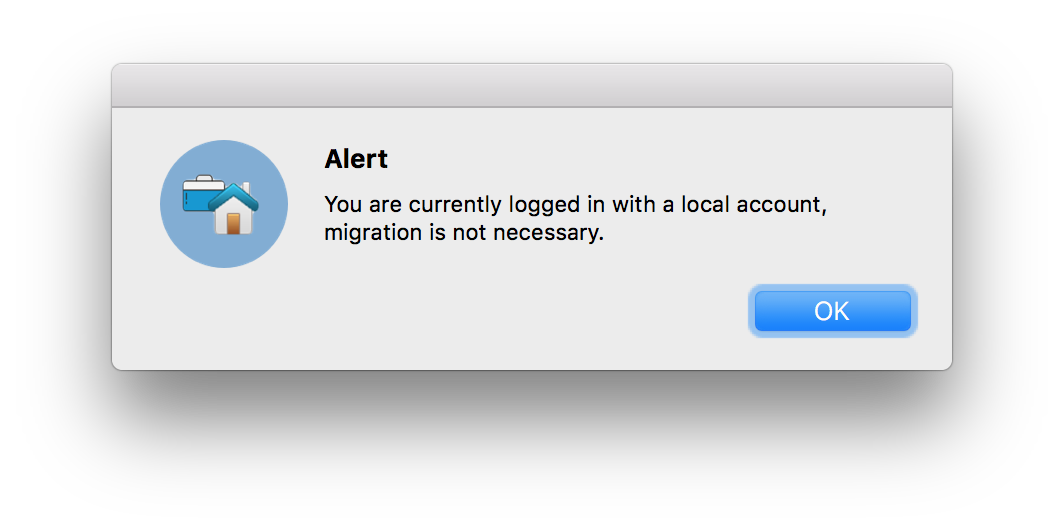 Alert
You are currently logged in with a local account,
migration is not necessary.
OK